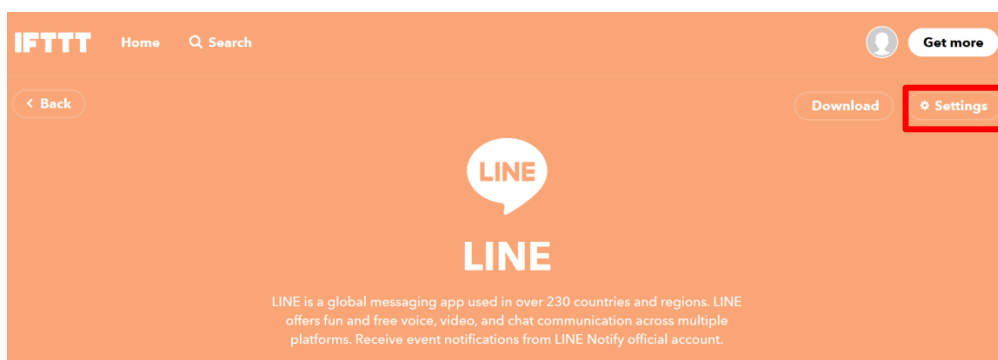 IFTTT Home Search Get more
Back Download Settings
LINE
LINE
LINE is a global messaging app used in over 230 countries and regions. LINE
offers fun and free voice, video, and chat communication across multiple
platforms. Receive event notifications from LINE Notify official account.